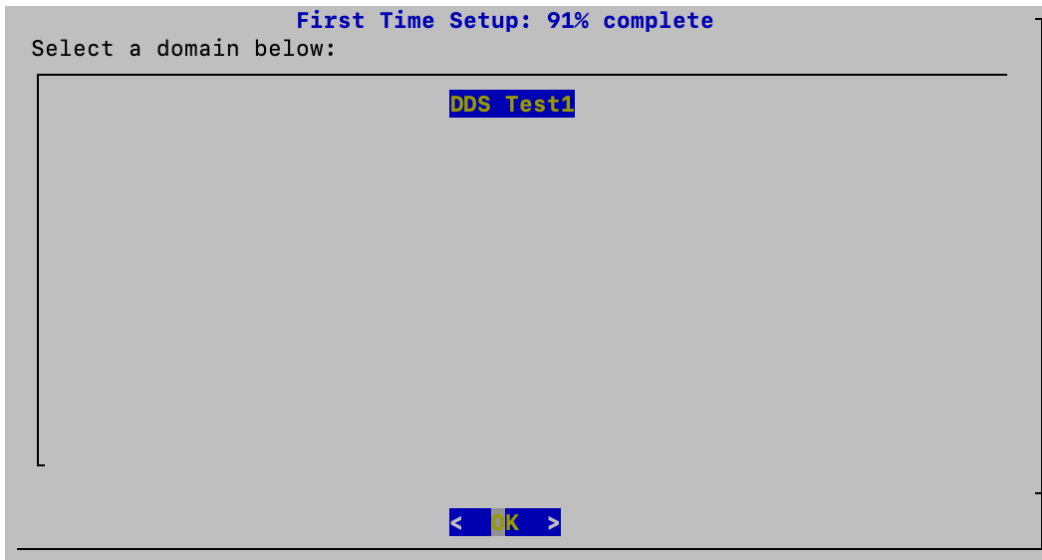 First Time Setup: 91% complete
Select a domain below:
DDS Test1
< OK >